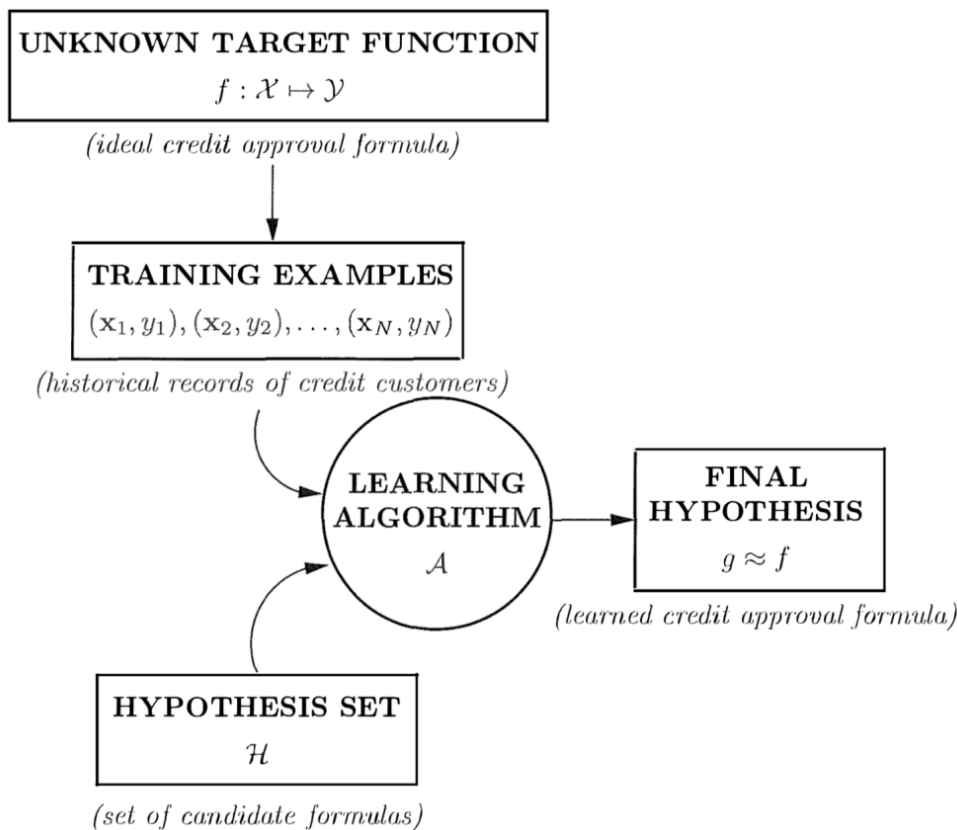 UNKNOWN TARGET FUNCTION
f : 𝒳 ↦ 𝒴
(ideal credit approval formula)
TRAINING EXAMPLES
(x₁, y₁), (x₂, y₂), . . . , (x_N, y_N)
(historical records of credit customers)
LEARNING
ALGORITHM
𝒜
FINAL
HYPOTHESIS
g ≈ f
(learned credit approval formula)
HYPOTHESIS SET
ℋ
(set of candidate formulas)